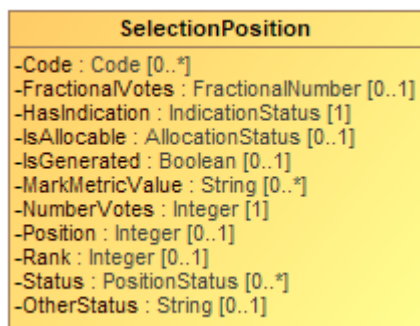 SelectionPosition
-Code : Code [0..*]
-FractionalVotes : FractionalNumber [0..1]
-HasIndication : IndicationStatus [1]
-IsAllocable : AllocationStatus [0..1]
-IsGenerated : Boolean [0..1]
-MarkMetricValue : String [0..*]
-NumberVotes : Integer [1]
-Position : Integer [0..1]
-Rank : Integer [0..1]
-Status : PositionStatus [0..*]
-OtherStatus : String [0..1]